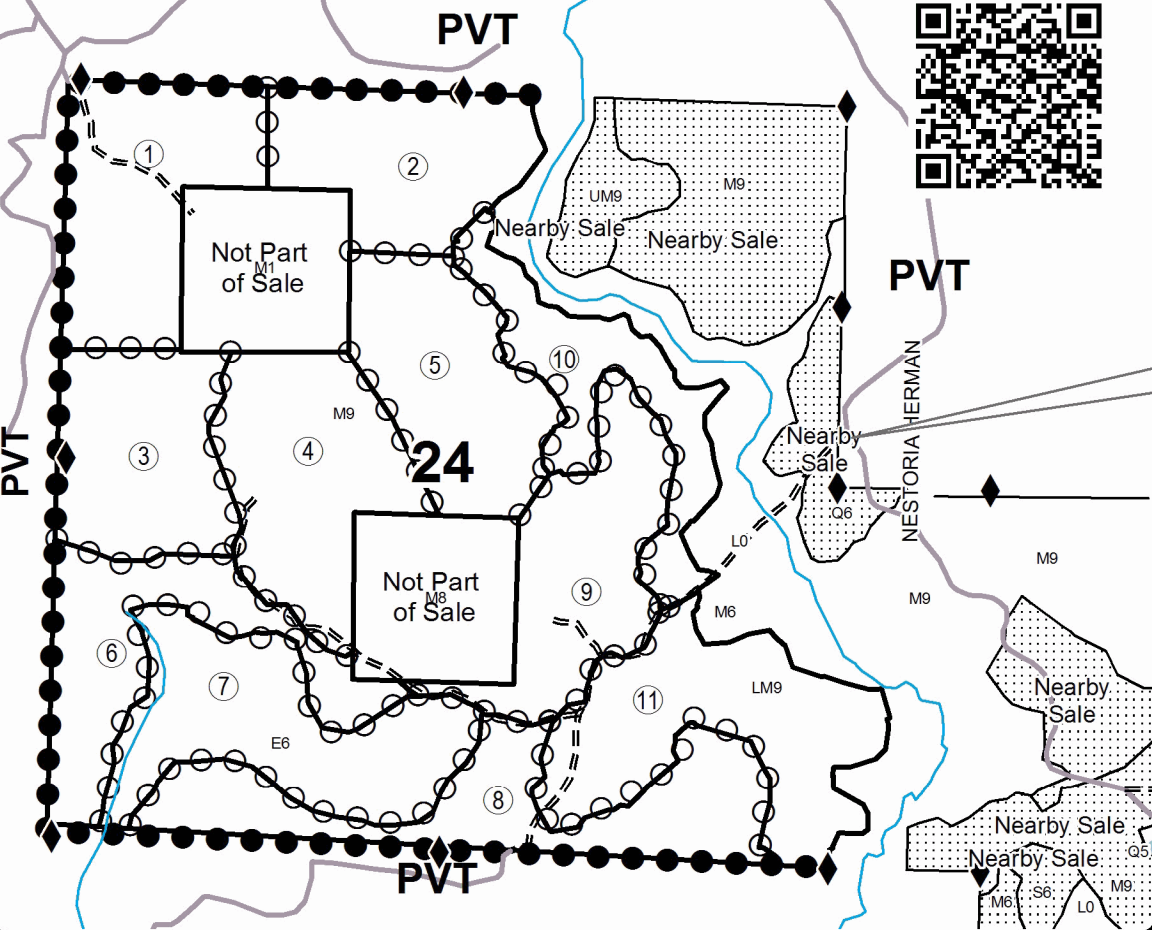 PVT
1
2
UM9
M9
Nearby Sale
Nearby Sale
Not Part
M1
of Sale
PVT
10
5
NESTORIA HERMAN
M9
3
4
24
PVT
Nearby
Sale
Q6
L0
M9
M9
Not Part
M8
of Sale
9
M6
6
7
11
LM9
Nearby
Sale
E6
8
Nearby Sale
Nearby Sale
Q5
PVT
M6
S6
L0
M9